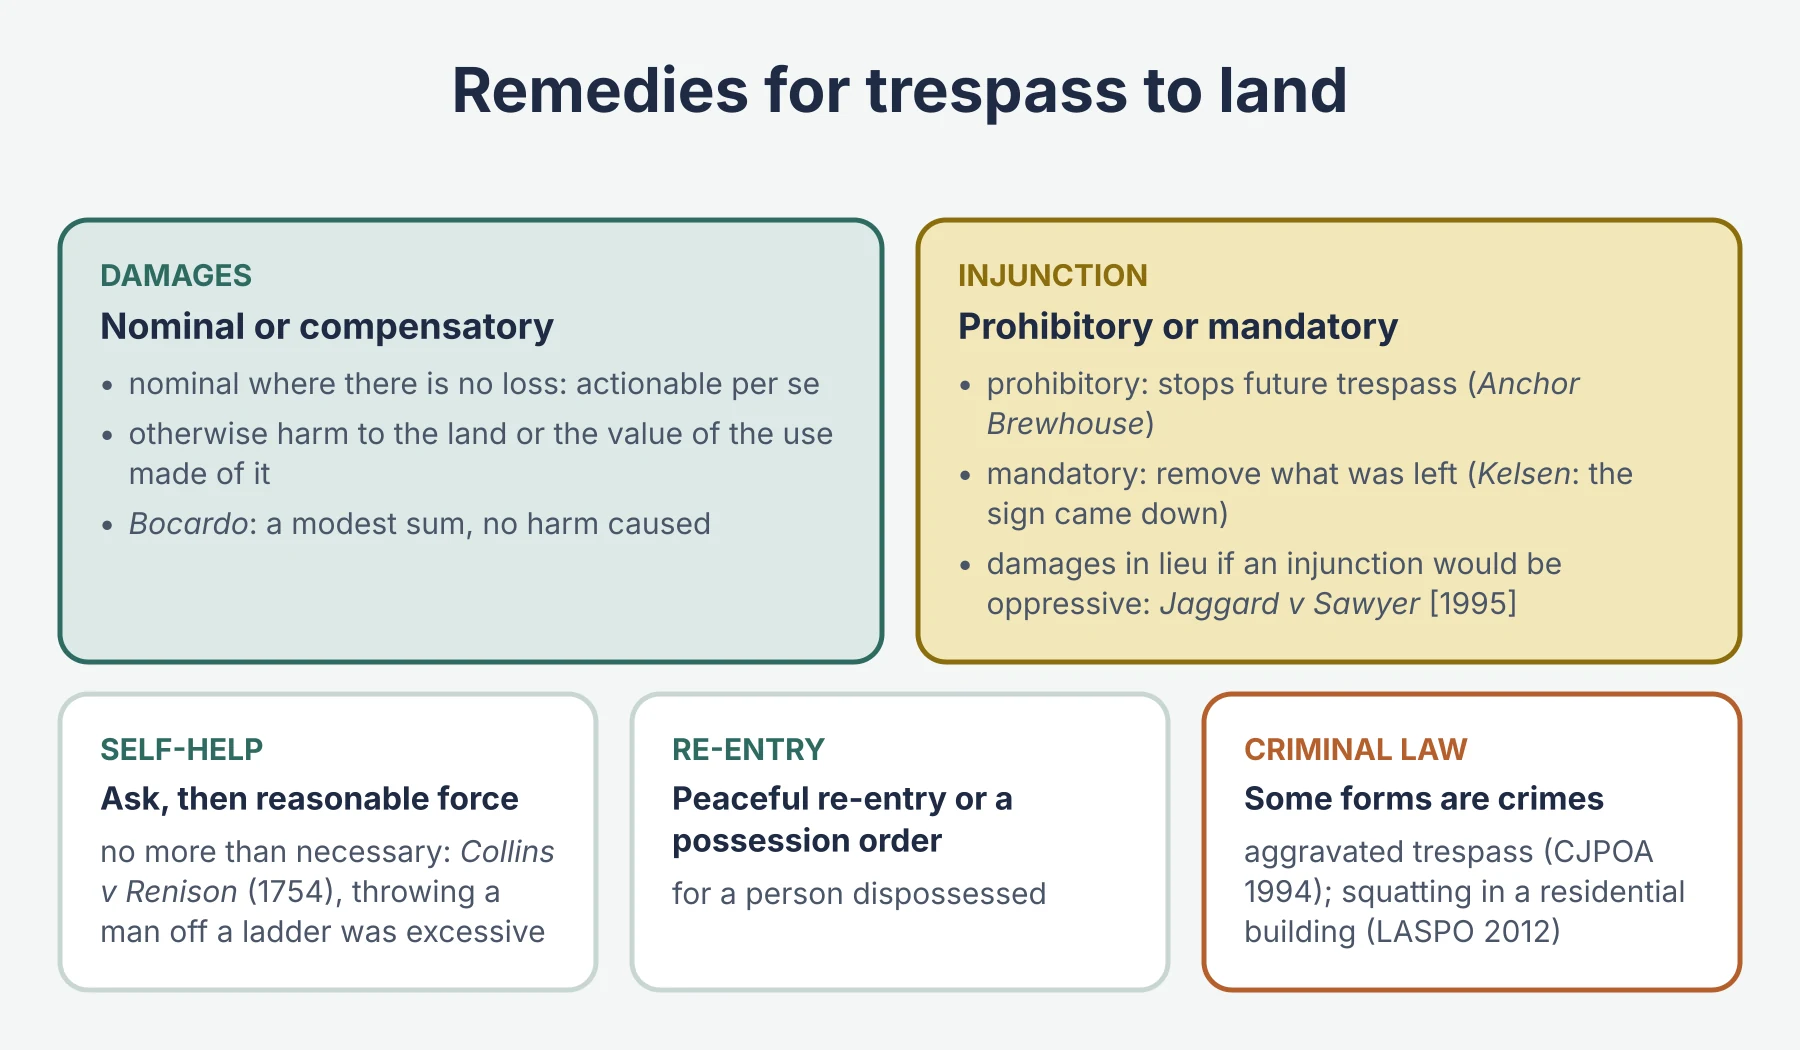 Remedies for trespass to land
DAMAGES
Nominal or compensatory
• nominal where there is no loss: actionable per se
• otherwise harm to the land or the value of the use
made of it
• Bocardo: a modest sum, no harm caused
INJUNCTION
Prohibitory or mandatory
• prohibitory: stops future trespass (Anchor
Brewhouse)
• mandatory: remove what was left (Kelsen: the
sign came down)
• damages in lieu if an injunction would be
oppressive: Jaggard v Sawyer [1995]
SELF-HELP
Ask, then reasonable force
no more than necessary: Collins
v Renison (1754), throwing a
man off a ladder was excessive
RE-ENTRY
Peaceful re-entry or a
possession order
for a person dispossessed
CRIMINAL LAW
Some forms are crimes
aggravated trespass (CJPOA
1994); squatting in a residential
building (LASPO 2012)